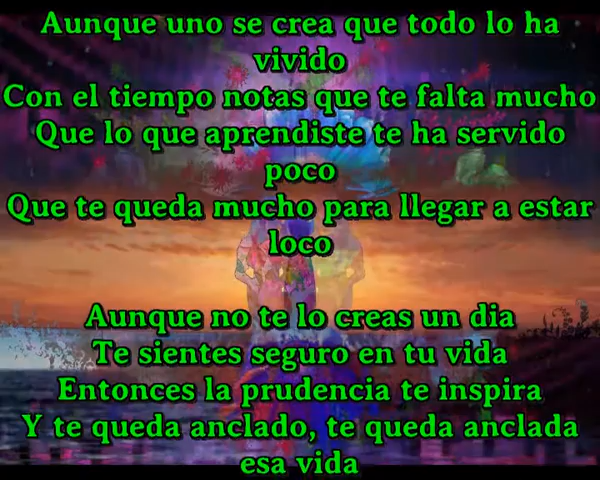 Aunque uno se crea que todo lo ha
vivido
Con el tiempo notas que te falta mucho
Que lo que aprendiste te ha servido
poco
Que te queda mucho para llegar a estar
loco
Aunque no te lo creas un dia
Te sientes seguro en tu vida
Entonces la prudencia te inspira
Y te queda anclado, te queda anclada
esa vida